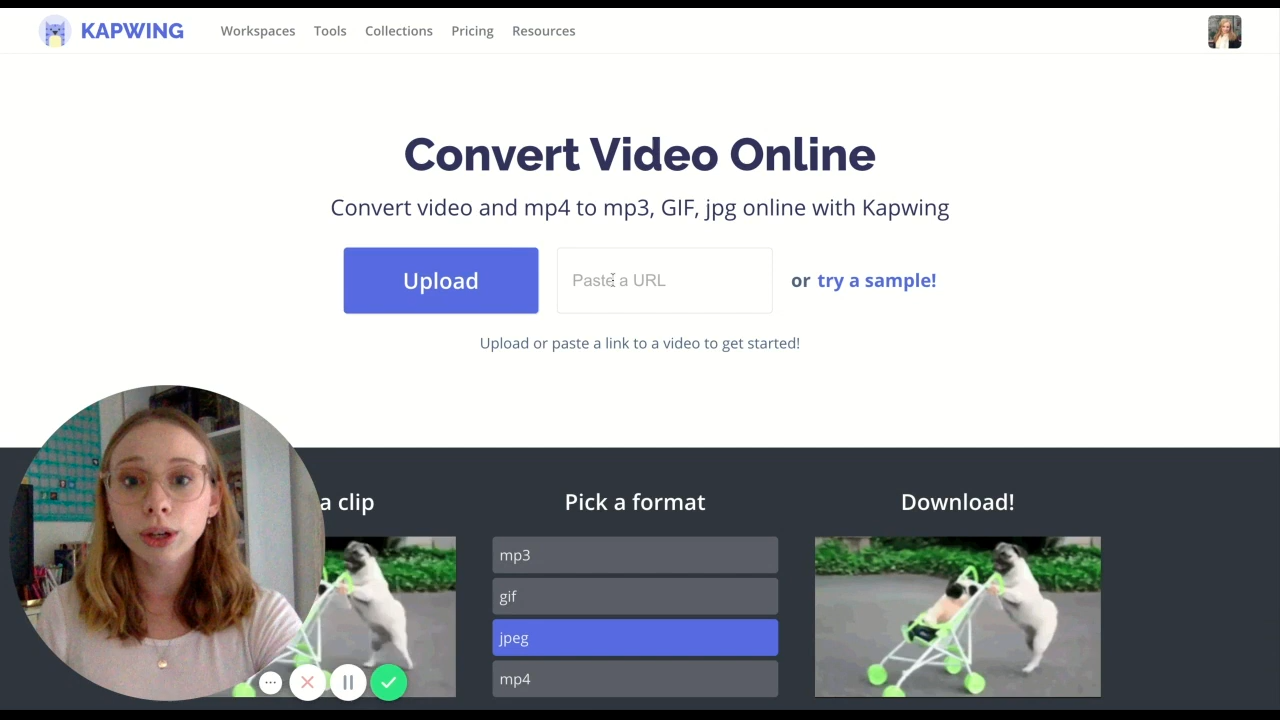 KAPWING
Workspaces Tools Collections Pricing Resources
Convert Video Online
Convert video and mp4 to mp3, GIF, jpg online with Kapwing
Upload
Paste a URL
or try a sample!
Upload or paste a link to a video to get started!
a clip
Pick a format
Download!
mp3
gif
jpeg
mp4